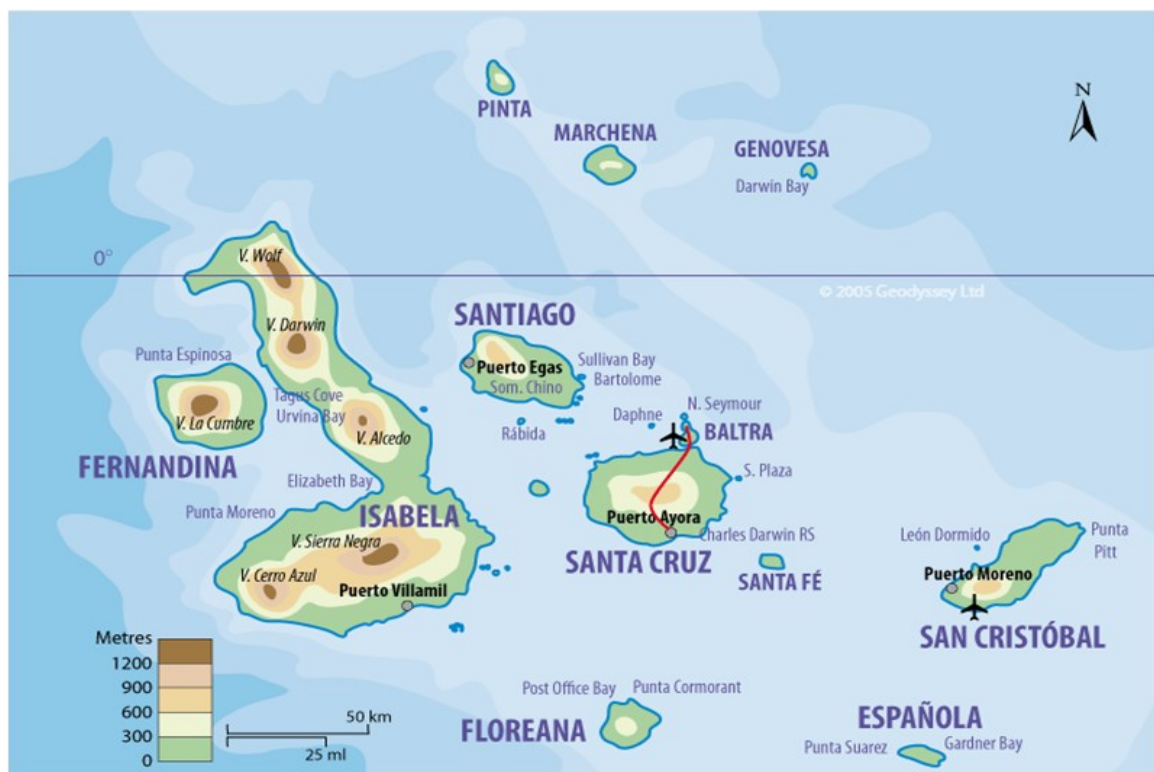 N
PINTA
MARCHENA
GENOVESA
Darwin Bay
V. Wolf
0°
© 2005 Geodyssey Ltd
SANTIAGO
V. Darwin
Punta Espinosa
Puerto Egas
Sullivan Bay
Som. Chino
Bartolome
Tagus Cove
Urvina Bay
V. La Cumbre
V. Alcedo
Rábida
Daphne
N. Seymour
BALTRA
FERNANDINA
Elizabeth Bay
S. Plaza
Punta Moreno
ISABELA
Puerto Ayora
V. Sierra Negra
Charles Darwin RS
SANTA CRUZ
León Dormido
Punta
Pitt
V. Cerro Azul
Puerto Villamil
SANTA FÉ
Puerto Moreno
SAN CRISTÓBAL
Metres
1200
900
600
300
0
50 km
25 ml
Post Office Bay
Punta Cormorant
FLOREANA
ESPAÑOLA
Punta Suarez
Gardner Bay